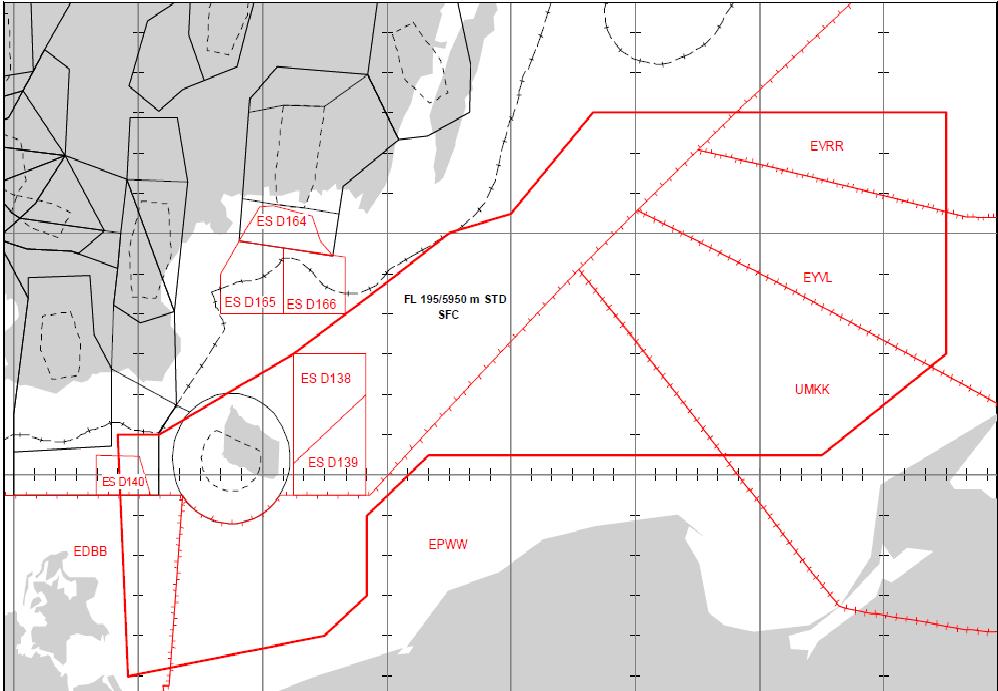 EVRR
ES D164
EYVL
ES D165
ES D166
FL 195/5950 m STD
SFC
ES D138
UMKK
ES D139
ES D140
EDBB
EPWW